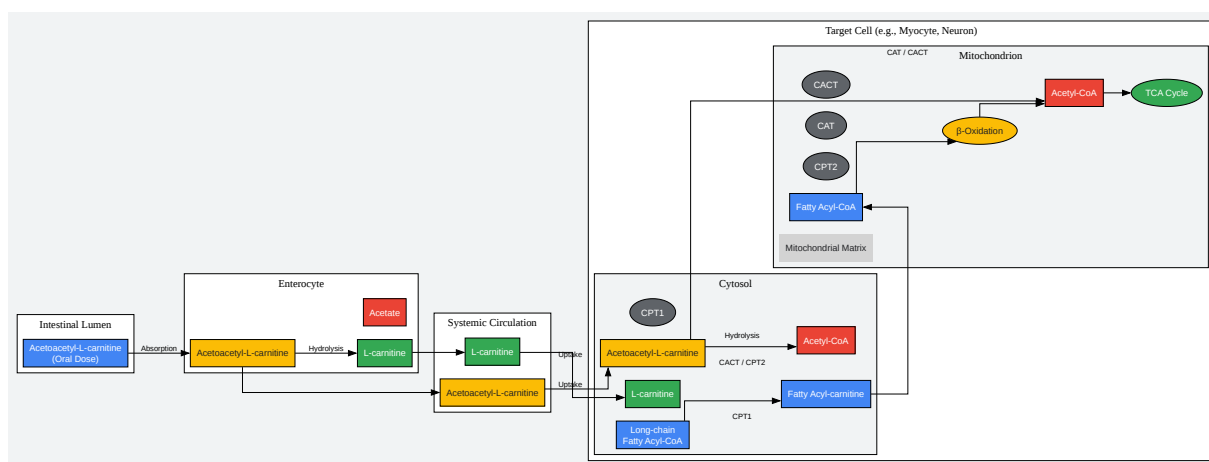 Target Cell (e.g., Myocyte, Neuron)
CAT / CACT
Mitochondrion
CACT
Acetyl-CoA
TCA Cycle
CAT
β-Oxidation
CPT2
Fatty Acyl-CoA
Mitochondrial Matrix
Intestinal Lumen
Acetoacetyl-L-carnitine
(Oral Dose)
Absorption
Enterocyte
Acetate
Acetoacetyl-L-carnitine
Hydrolysis
L-carnitine
Systemic Circulation
L-carnitine
Acetoacetyl-L-carnitine
Uptake
Uptake
Cytosol
CPT1
Acetoacetyl-L-carnitine
Hydrolysis
CACT / CPT2
Acetyl-CoA
L-carnitine
Fatty Acyl-carnitine
CPT1
Long-chain
Fatty Acyl-CoA